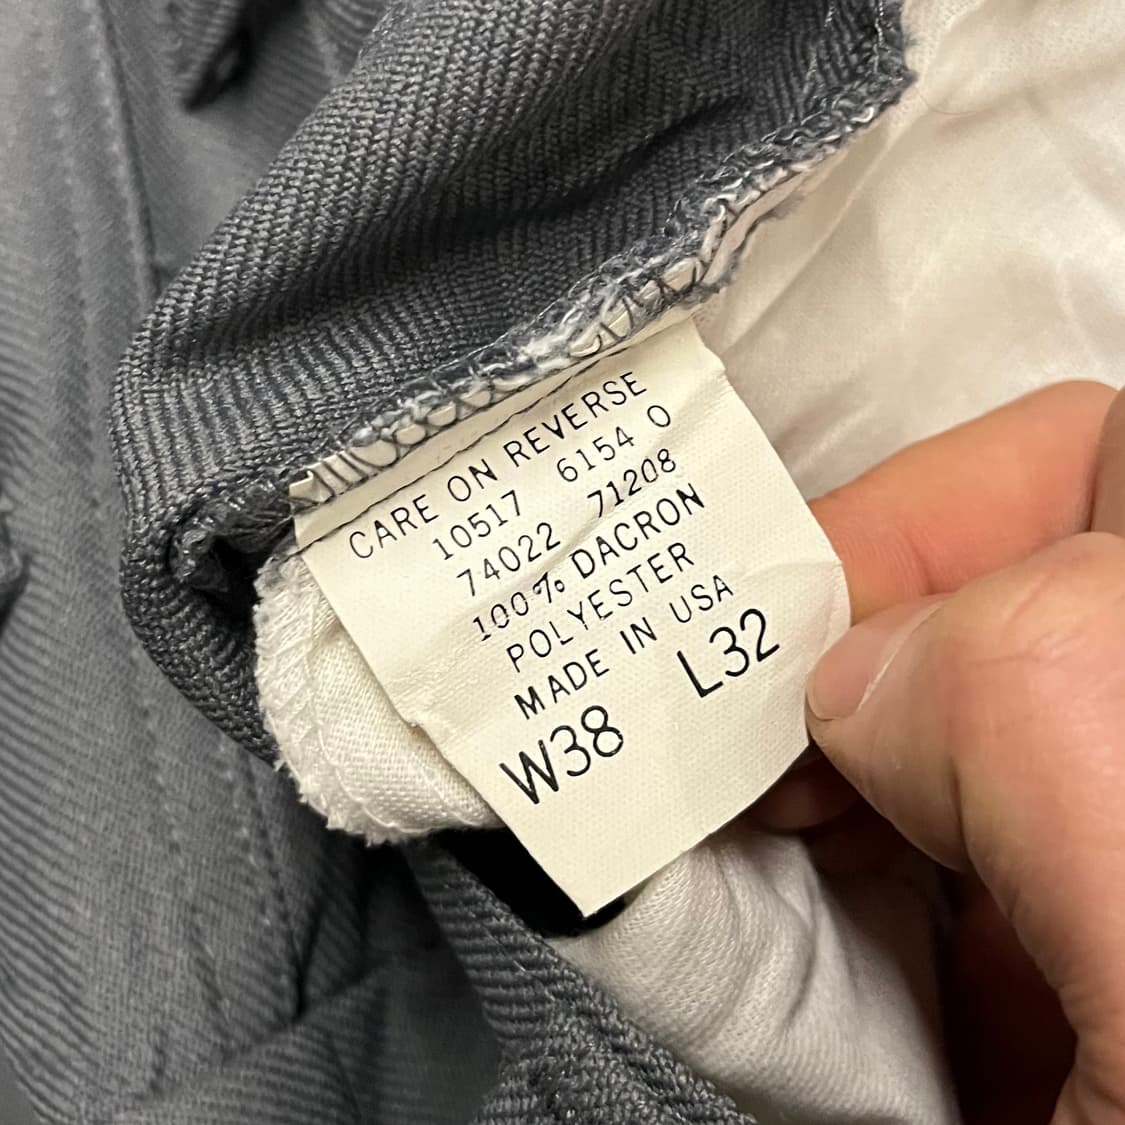 CARE ON REVERSE
10517 6154 0
74022 71208
100% DACRON
POLYESTER
MADE IN USA
W38 L32